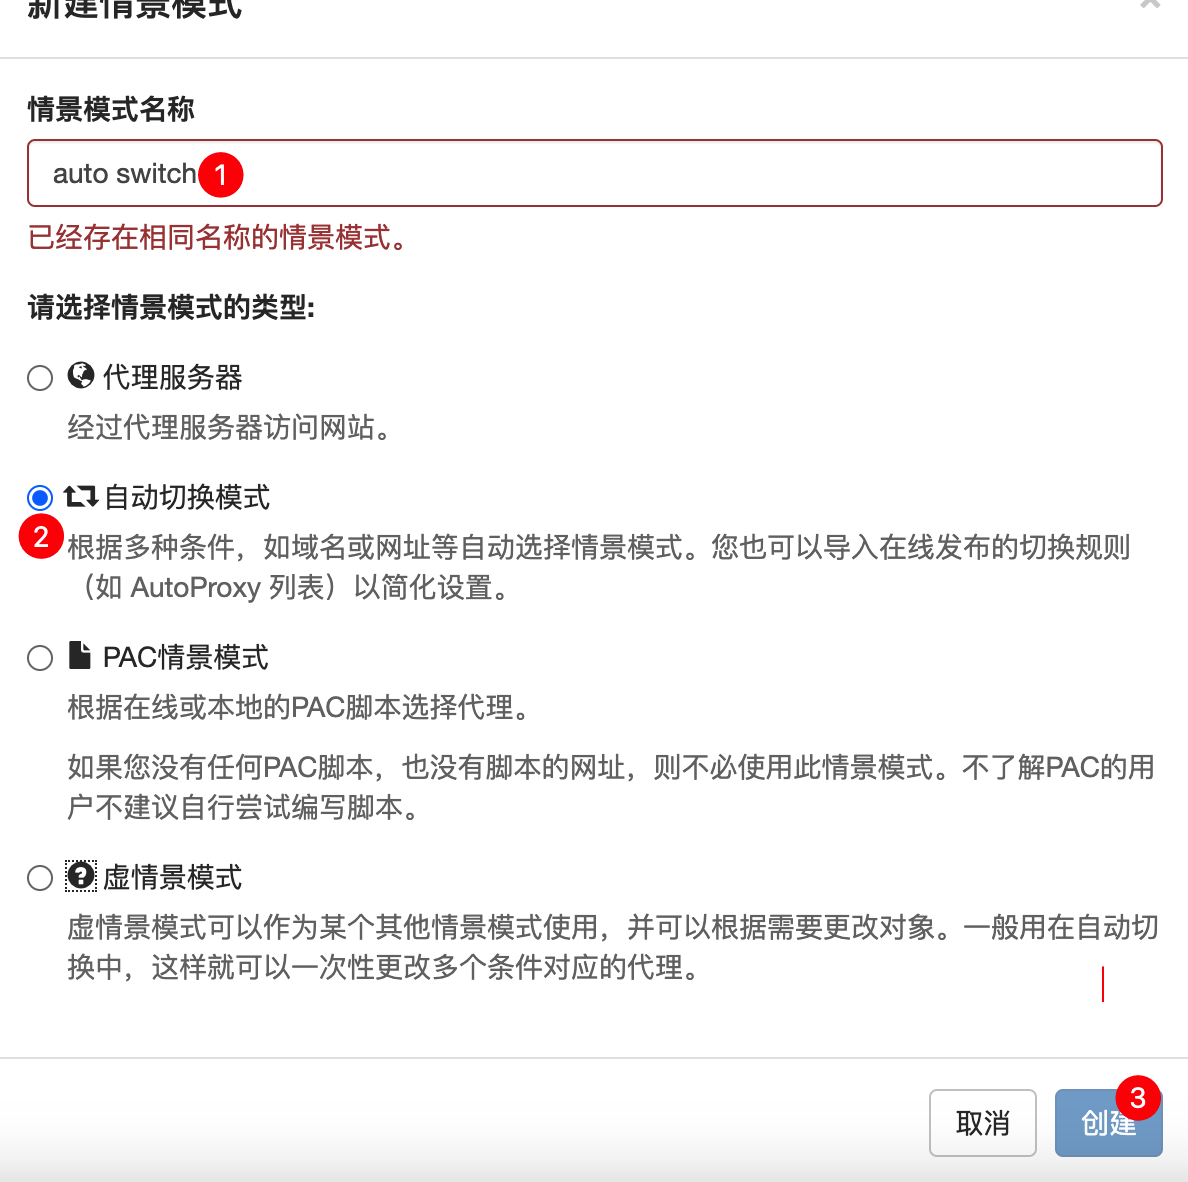 新建情景模式
×
情景模式名称
auto switch 1
已经存在相同名称的情景模式。
请选择情景模式的类型:
代理服务器
经过代理服务器访问网站。
自动切换模式
2
根据多种条件，如域名或网址等自动选择情景模式。您也可以导入在线发布的切换规则
（如 AutoProxy 列表）以简化设置。
PAC情景模式
根据在线或本地的PAC脚本选择代理。
如果您没有任何PAC脚本，也没有脚本的网址，则不必使用此情景模式。不了解PAC的用
户不建议自行尝试编写脚本。
? 虚情景模式
虚情景模式可以作为某个其他情景模式使用，并可以根据需要更改对象。一般用在自动切
换中，这样就可以一次性更改多个条件对应的代理。
3
取消 创建